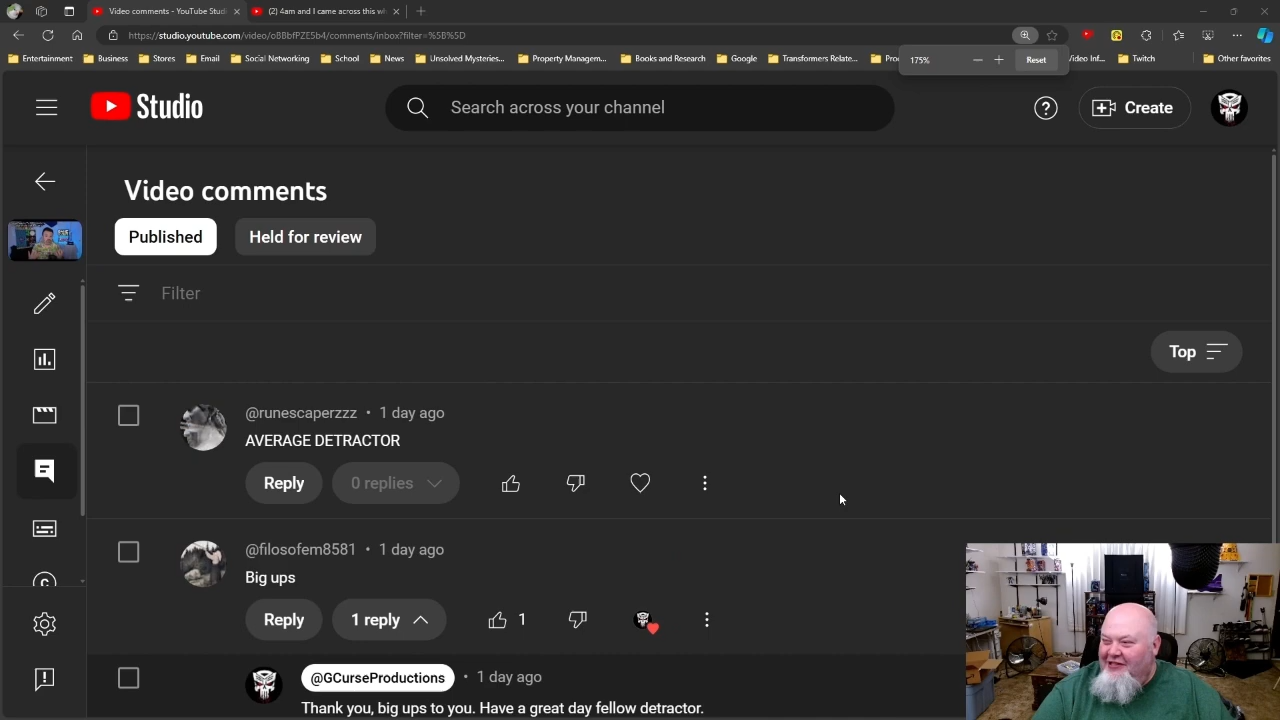 Video comments - YouTube Stud
(2) 4am and I came across this w
https://studio.youtube.com/video/o8BbfPZE5b4/comments/inbox?filter=%5B%5D
Entertainment Business Stores Email Social Networking School News Unsolved Mysteries... Property Managem... Books and Research Google Transformers Relate... Video Inf... Twitch Other favorites
175% Reset
Studio
Search across your channel
Create
Video comments
Published Held for review
Filter
Top
@runescaperzzz • 1 day ago
AVERAGE DETRACTOR
Reply 0 replies
@filosofem8581 • 1 day ago
Big ups
Reply 1 reply 1
@GCurseProductions • 1 day ago
Thank you, big ups to you. Have a great day fellow detractor.